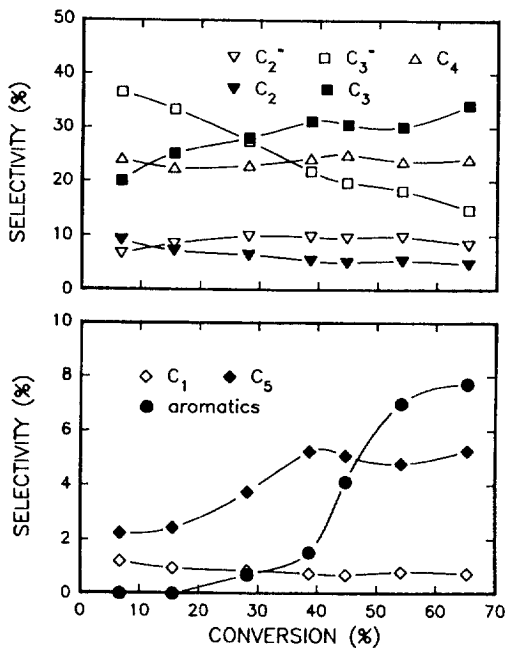 50
40
30
20
10
0
SELECTIVITY (%)
C₂⁼ C₃⁼ C₄
C₂ C₃
10
8
6
4
2
0
SELECTIVITY (%)
C₁ C₅
aromatics
0 10 20 30 40 50 60 70
CONVERSION (%)